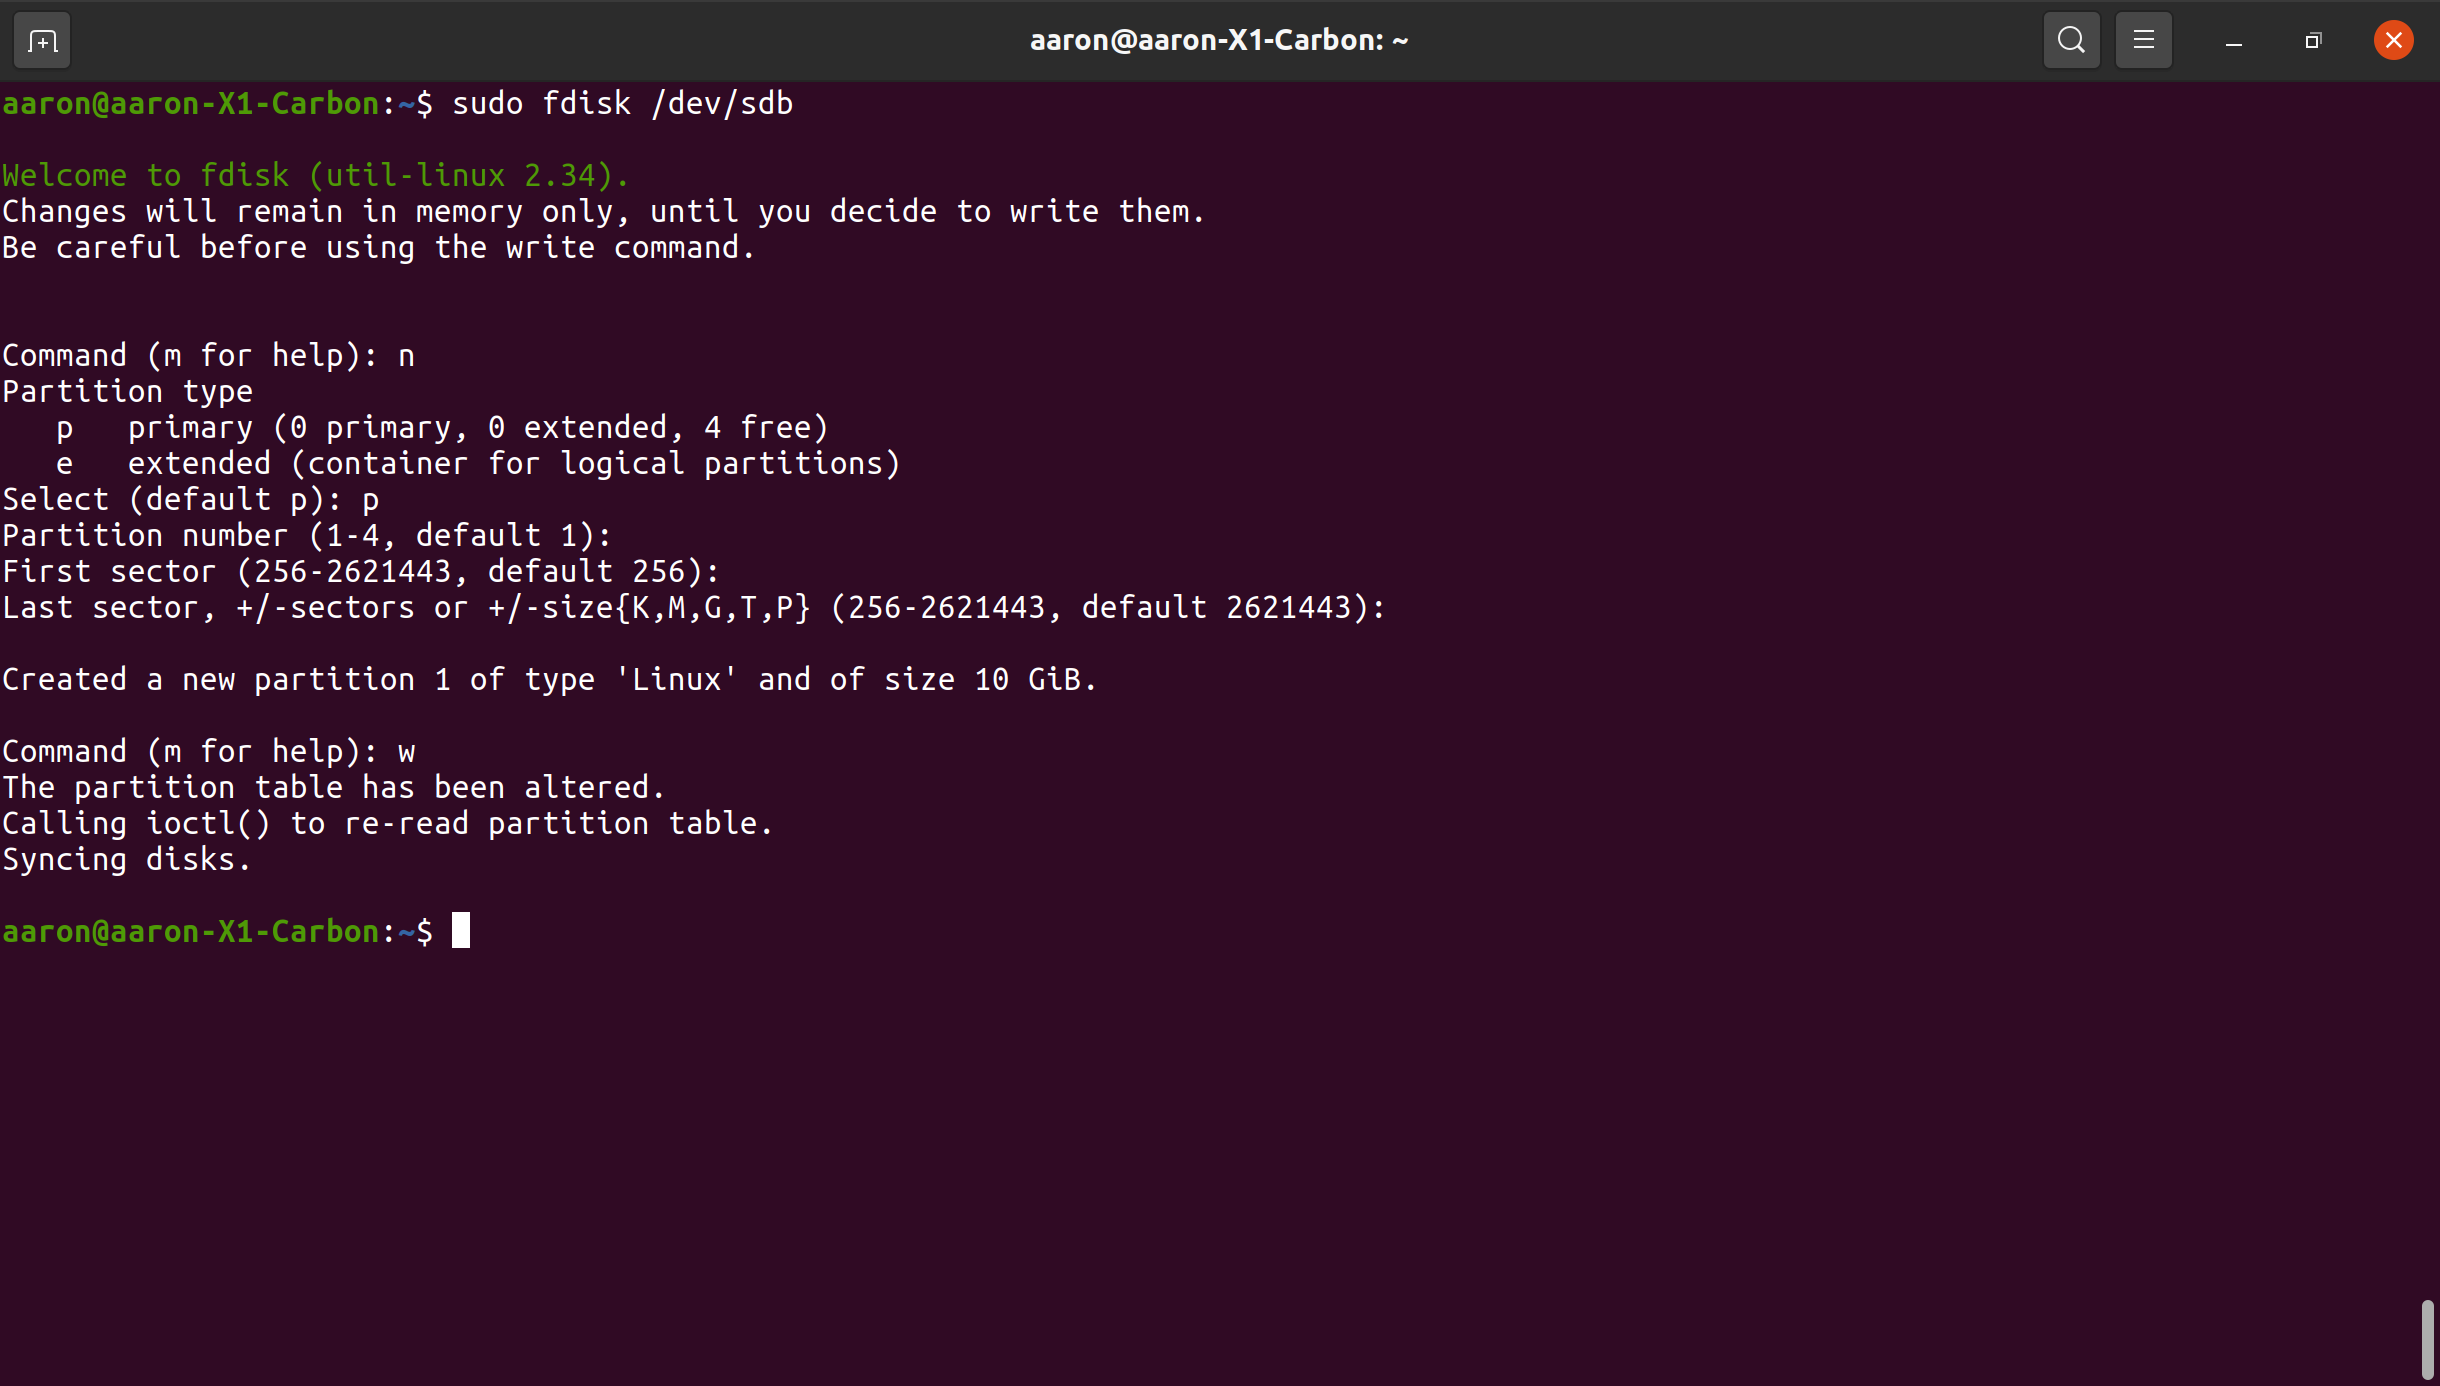 aaron@aaron-X1-Carbon: ~
aaron@aaron-X1-Carbon:~$ sudo fdisk /dev/sdb
Welcome to fdisk (util-linux 2.34).
Changes will remain in memory only, until you decide to write them.
Be careful before using the write command.
Command (m for help): n
Partition type
   p   primary (0 primary, 0 extended, 4 free)
   e   extended (container for logical partitions)
Select (default p): p
Partition number (1-4, default 1):
First sector (256-2621443, default 256):
Last sector, +/-sectors or +/-size{K,M,G,T,P} (256-2621443, default 2621443):
Created a new partition 1 of type 'Linux' and of size 10 GiB.
Command (m for help): w
The partition table has been altered.
Calling ioctl() to re-read partition table.
Syncing disks.
aaron@aaron-X1-Carbon:~$